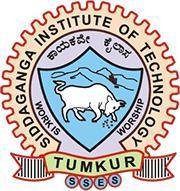 SIDDAGANGA INSTITUTE OF TECHNOLOGY
ಕಾಯಕವೇ ಕೈಲಾಸ
WORK IS WORSHIP
TUMKUR
SSES